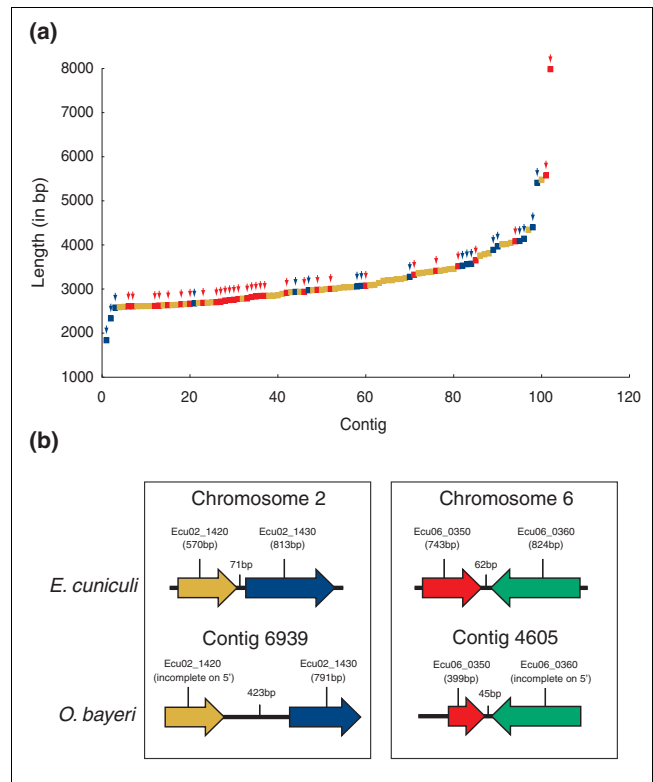 (a)
8000
7000
6000
5000
4000
3000
2000
1000
Length (in bp)
0
20
40
60
80
100
120
Contig
(b)
Chromosome 2
Ecu02_1420
(570bp)
71bp
Ecu02_1430
(813bp)
Chromosome 6
Ecu06_0350
(743bp)
62bp
Ecu06_0360
(824bp)
E. cuniculi
Contig 6939
Ecu02_1420
(incomplete on 5')
423bp
Ecu02_1430
(791bp)
Contig 4605
Ecu06_0350
(399bp)
45bp
Ecu06_0360
(incomplete on 5')
O. bayeri